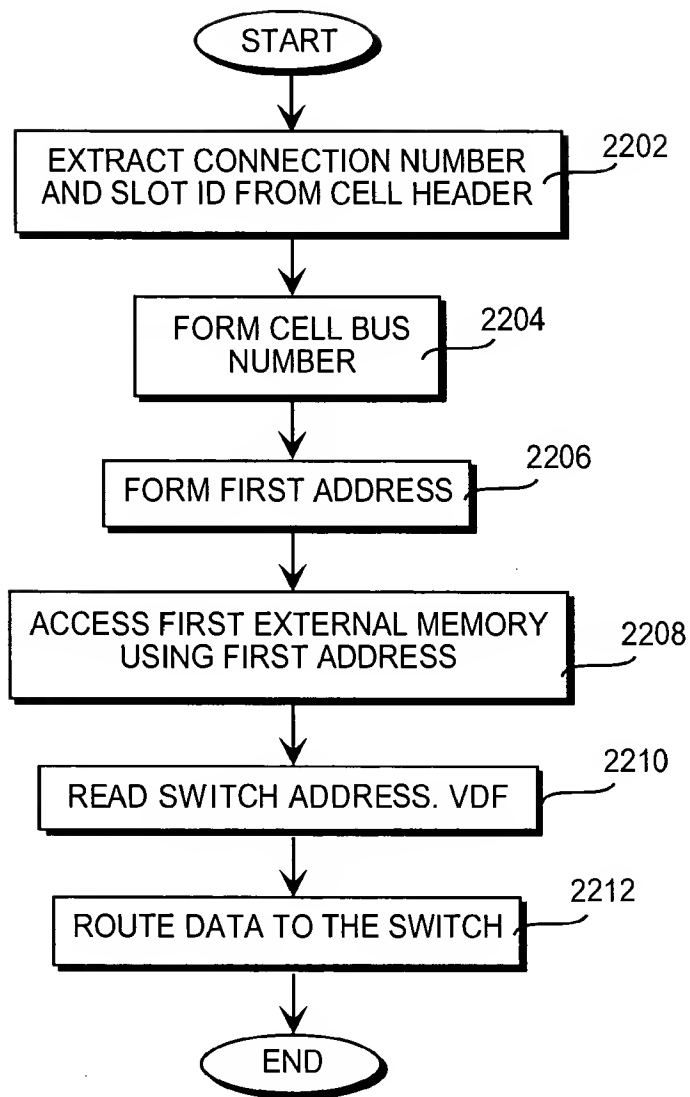 START
EXTRACT CONNECTION NUMBER
AND SLOT ID FROM CELL HEADER
2202
FORM CELL BUS
NUMBER
2204
FORM FIRST ADDRESS
2206
ACCESS FIRST EXTERNAL MEMORY
USING FIRST ADDRESS
2208
READ SWITCH ADDRESS. VDF
2210
ROUTE DATA TO THE SWITCH
2212
END